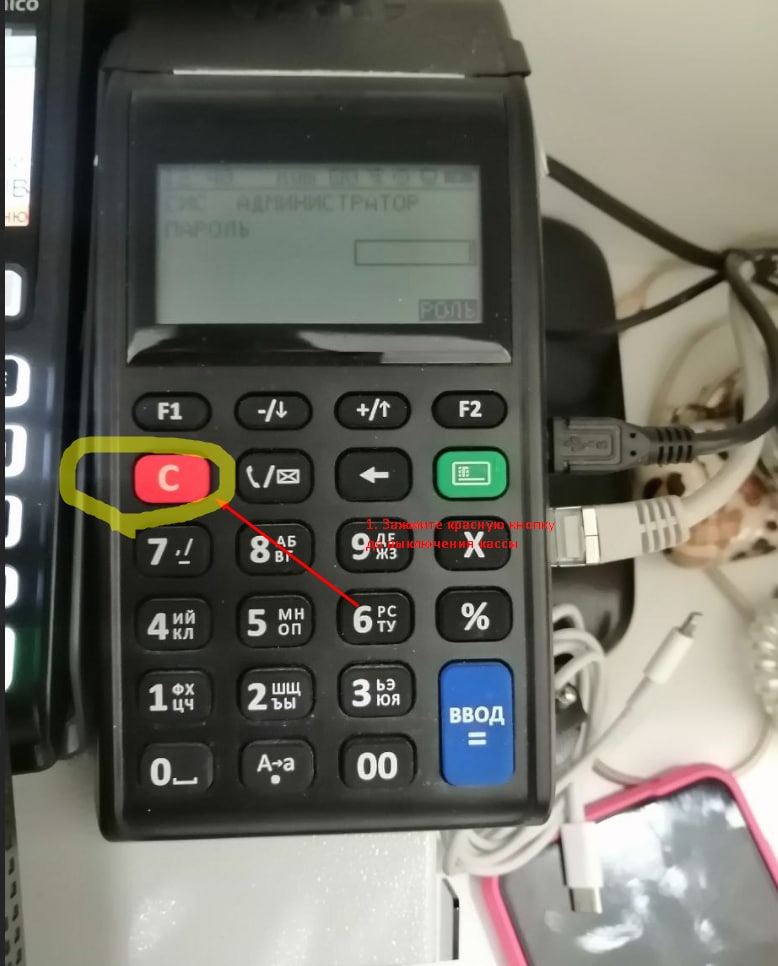 СИС. АДМИНИСТРАТОР
ПАРОЛЬ
РОЛЬ
F1 -/↓ +/↑ F2
C
7 ,./
8 АБ
ВГ
9 ДЕ
ЖЗ
X
1. Зажмите красную кнопку
до выключения кассы
4 ИЙ
КЛ
5 МН
ОП
6 РС
ТУ
%
1 ФХ
ЦЧ
2 ШЩ
ЪЫ
3 ЬЭ
ЮЯ
ВВОД
=
0
А→а
00